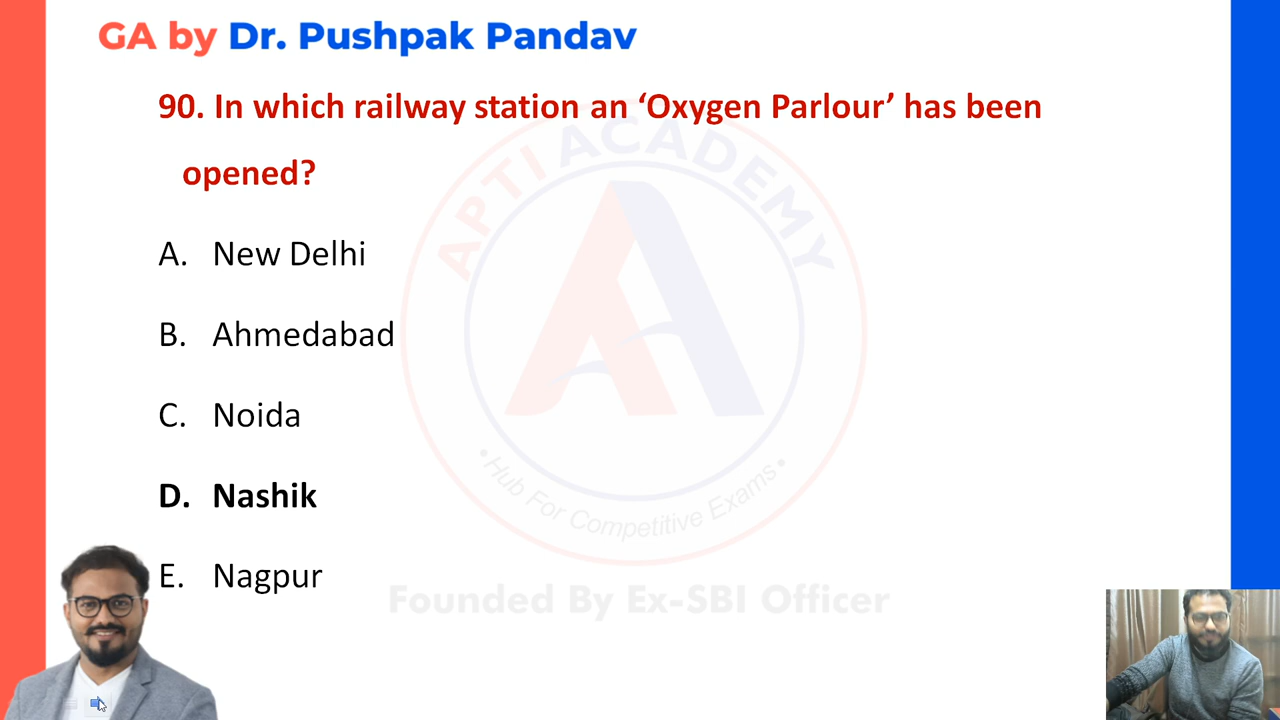 GA by Dr. Pushpak Pandav
90. In which railway station an ‘Oxygen Parlour’ has been
opened?
APTI ACADEMY
A. New Delhi
B. Ahmedabad
C. Noida
D. Nashik
• Hub For Competitive Exams •
E. Nagpur
Founded By Ex-SBI Officer